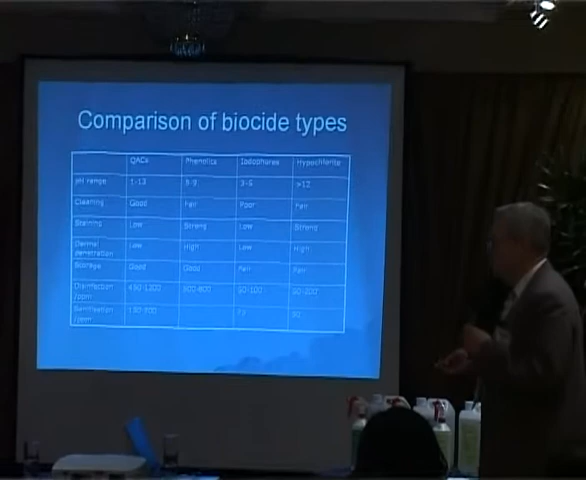 Comparison of biocide types
QACs Phenolics Iodophores Hypochlorite
pH range 1-13 3-5 >12
Cleaning Good Fair Poor Fair
Staining Low Strong Low Strong
Dermal penetration Low High Low High
Storage Good Good Fair Fair
Disinfection /ppm
Sanitisation /ppm